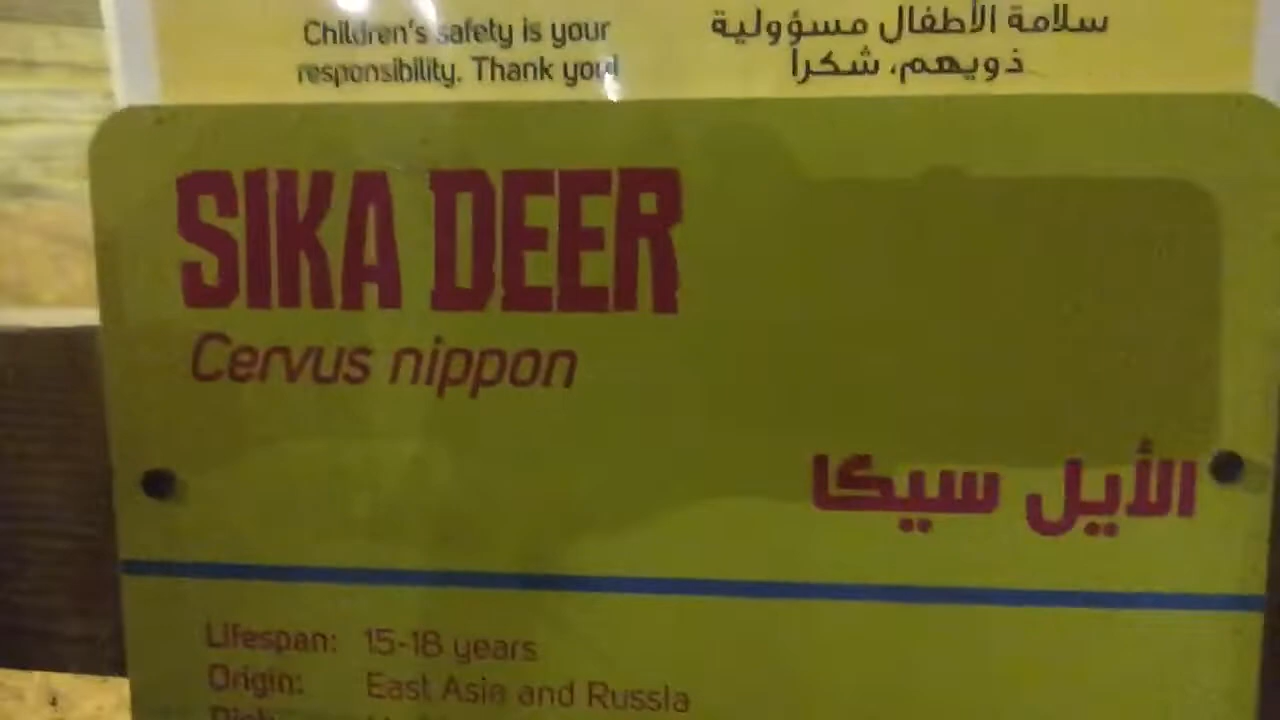 Children's safety is your
responsibility. Thank you!
سلامة الأطفال مسؤولية
ذويهم، شكراً
SIKA DEER
Cervus nippon
الأيل سيكا
Lifespan: 15-18 years
Origin: East Asia and Russia